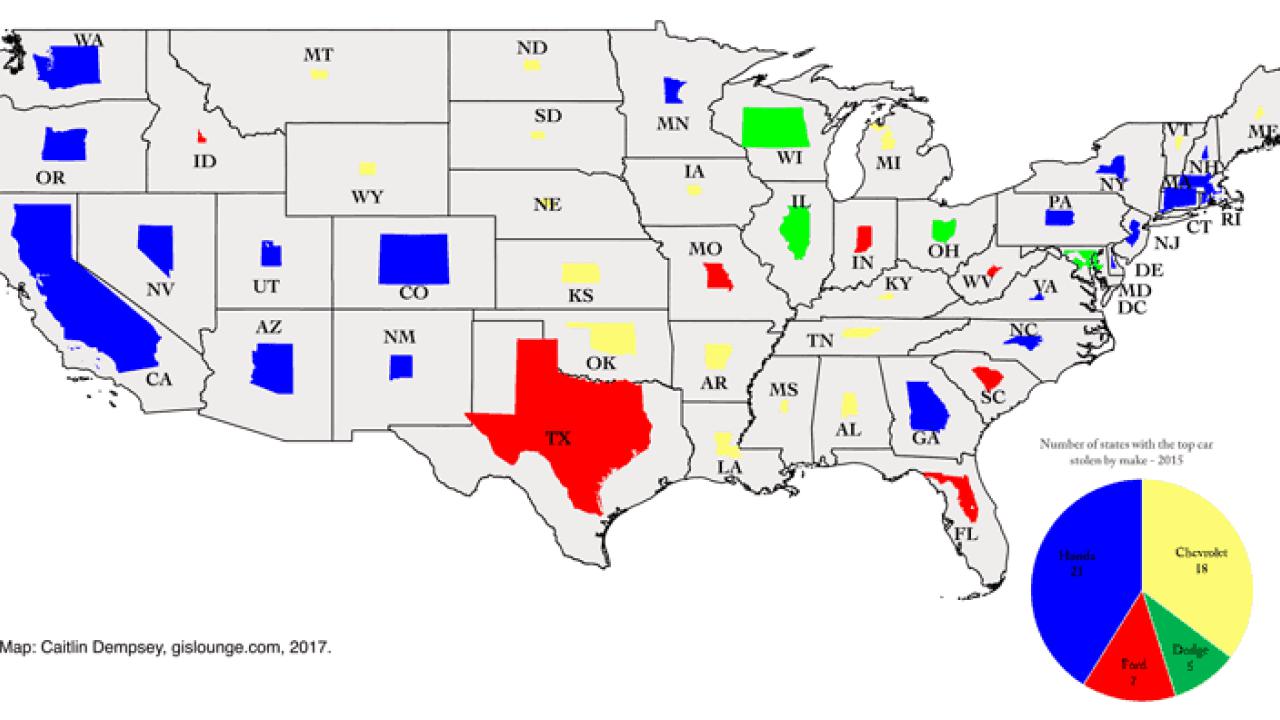 WA
MT
ND
MN
SD
OR
ID
WY
WI
MI
VT
ME
NH
NY
MA
RI
CT
IA
NE
PA
NJ
NV
UT
CO
KS
MO
IL
IN
OH
WV
VA
DE
MD
DC
KY
CA
AZ
NM
OK
AR
TN
NC
SC
MS
AL
GA
TX
LA
FL
Number of states with the top car
stolen by make - 2015
Honda
21
Chevrolet
18
Dodge
5
Ford
7
Map: Caitlin Dempsey, gislounge.com, 2017.